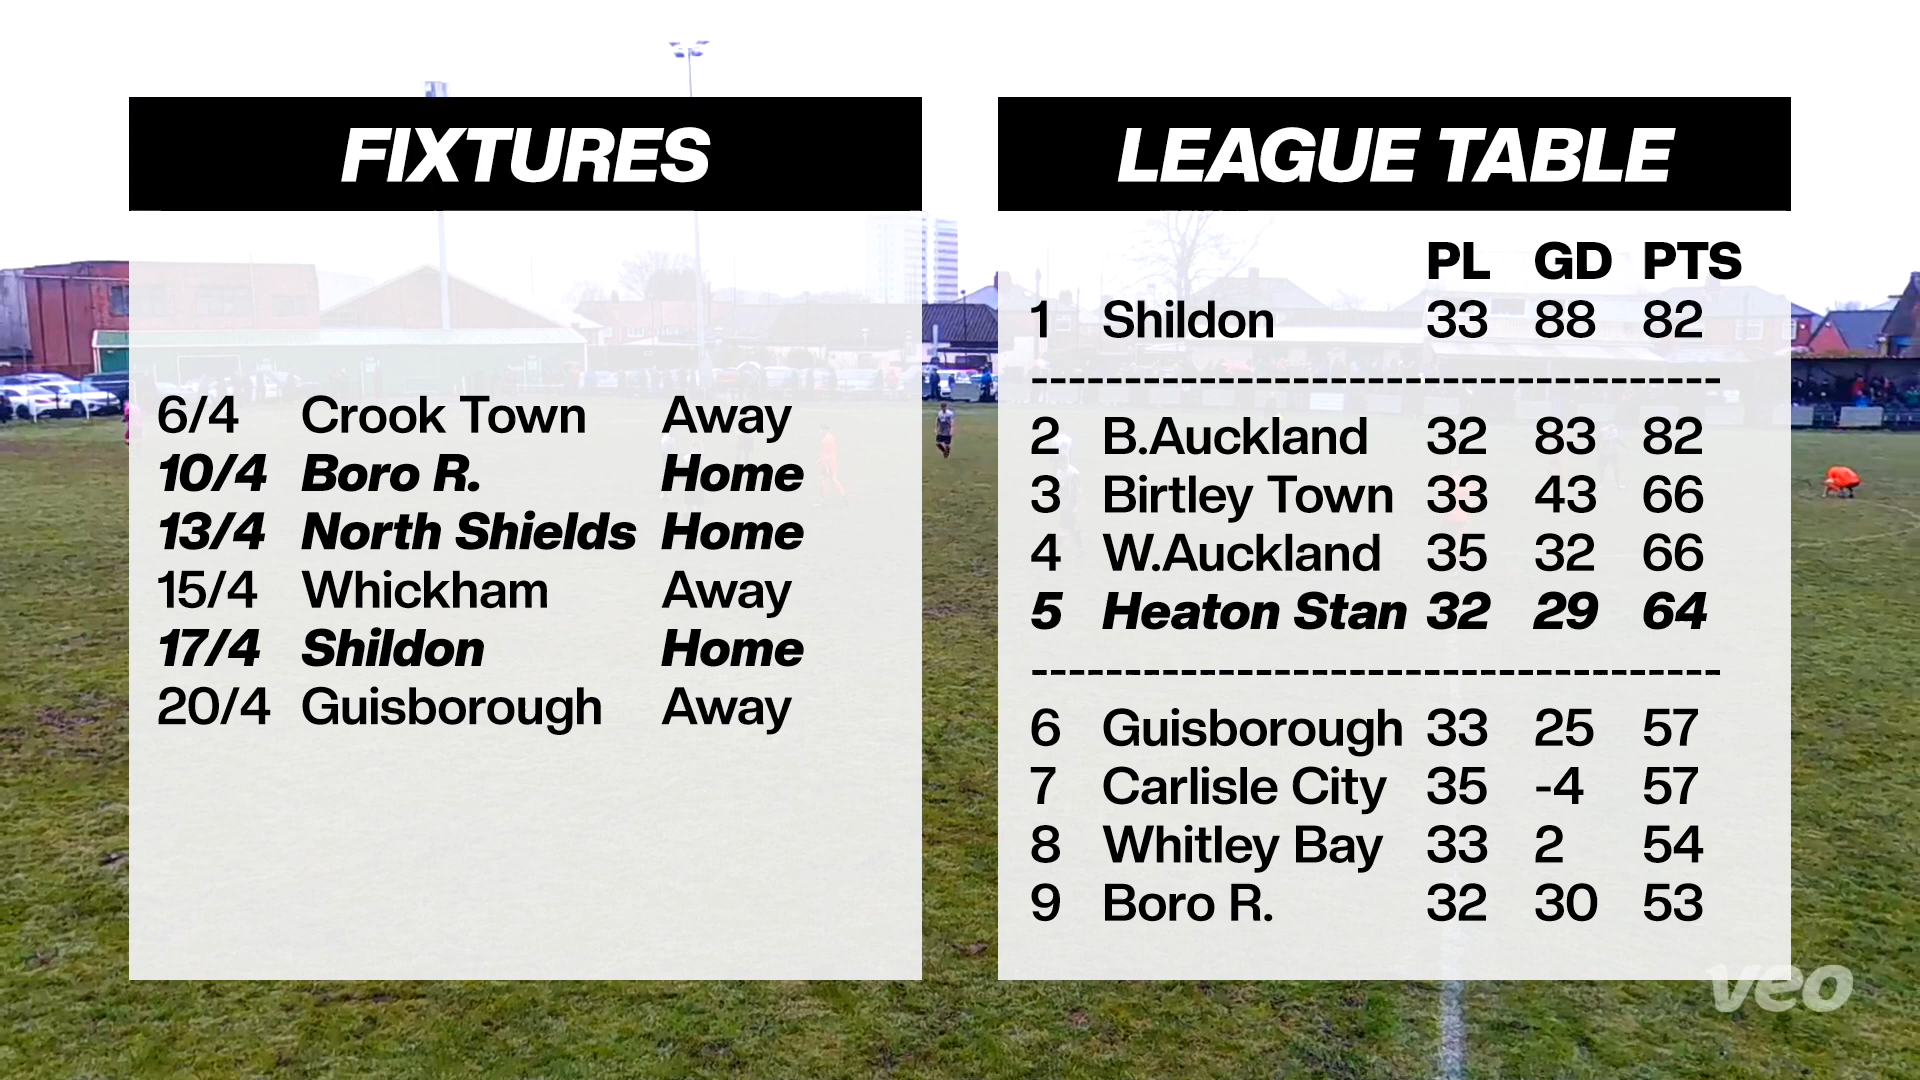 FIXTURES
6/4 Crook Town Away
10/4 Boro R. Home
13/4 North Shields Home
15/4 Whickham Away
17/4 Shildon Home
20/4 Guisborough Away
LEAGUE TABLE
PL GD PTS
1 Shildon 33 88 82
----------------------------------
2 B.Auckland 32 83 82
3 Birtley Town 33 43 66
4 W.Auckland 35 32 66
5 Heaton Stan 32 29 64
----------------------------------
6 Guisborough 33 25 57
7 Carlisle City 35 -4 57
8 Whitley Bay 33 2 54
9 Boro R. 32 30 53
veo